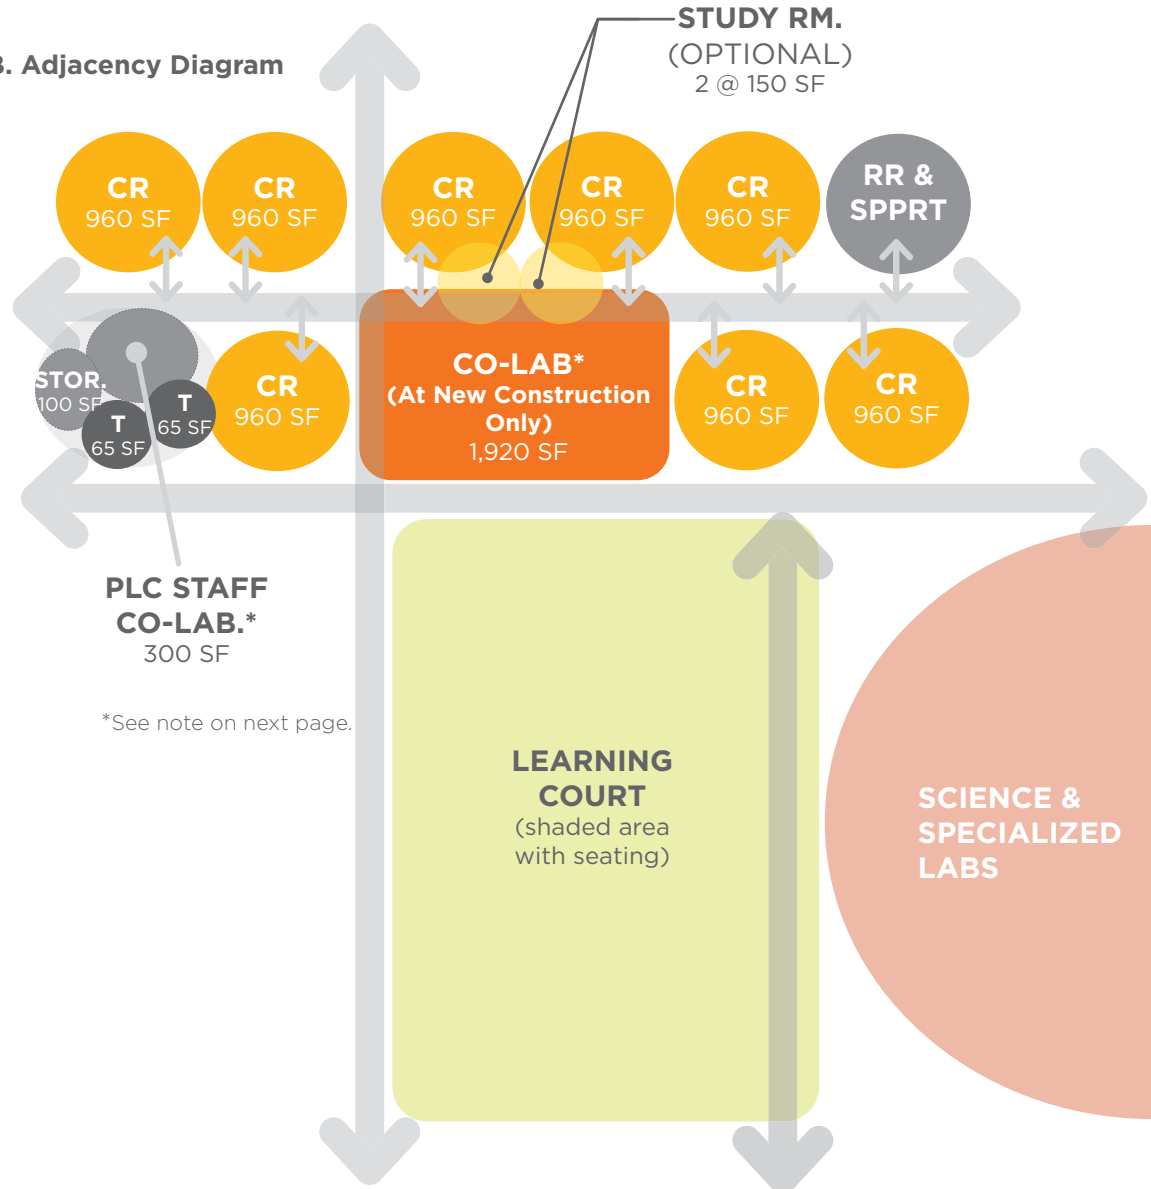 B. Adjacency Diagram
STUDY RM.
(OPTIONAL)
2 @ 150 SF
CR
960 SF
CR
960 SF
CR
960 SF
CR
960 SF
CR
960 SF
RR &
SPPRT
STOR.
100 SF
T
65 SF
T
65 SF
CR
960 SF
CO-LAB*
(At New Construction
Only)
1,920 SF
CR
960 SF
CR
960 SF
PLC STAFF
CO-LAB.*
300 SF
*See note on next page.
LEARNING
COURT
(shaded area
with seating)
SCIENCE &
SPECIALIZED
LABS